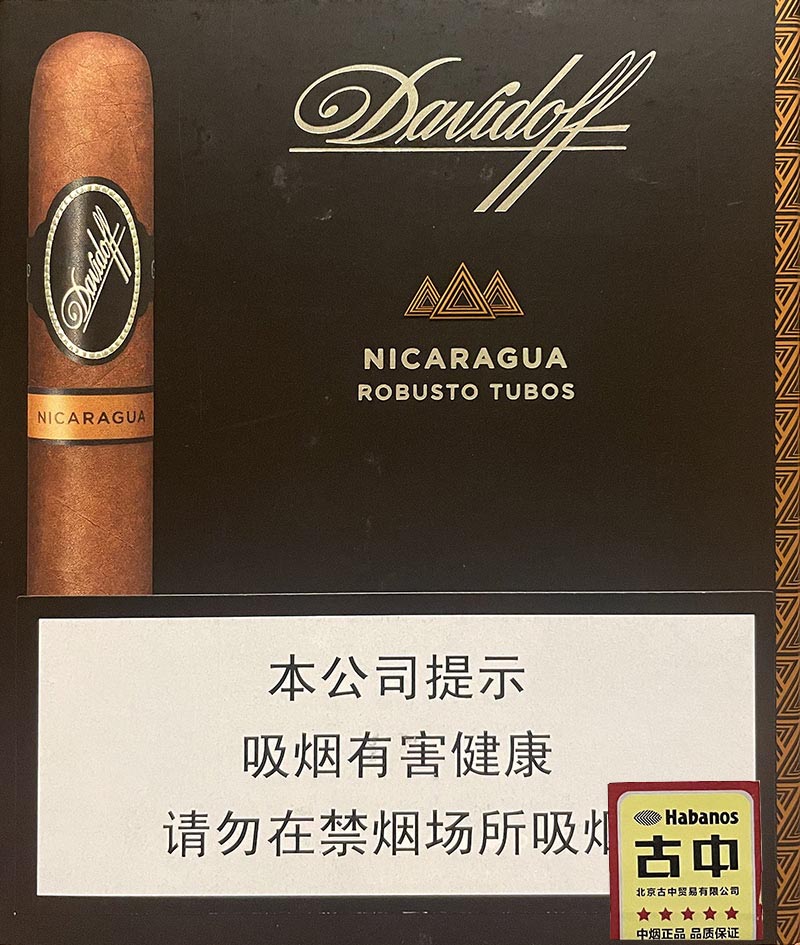 Davidoff
NICARAGUA
ROBUSTO TUBOS
Davidoff
NICARAGUA
本公司提示
吸烟有害健康
请勿在禁烟场所吸烟
Habanos
古中
北京古中贸易有限公司
中烟正品 品质保证